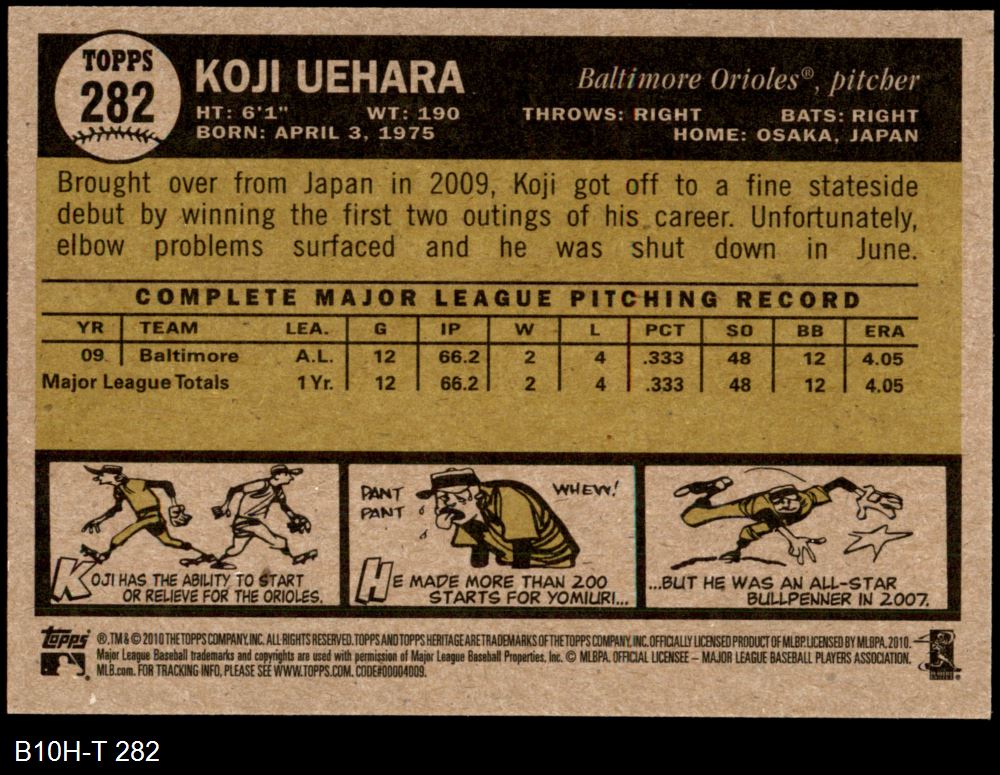 TOPPS
282
KOJI UEHARA
Baltimore Orioles®, pitcher
HT: 6'1" WT: 190 THROWS: RIGHT BATS: RIGHT
BORN: APRIL 3, 1975 HOME: OSAKA, JAPAN
Brought over from Japan in 2009, Koji got off to a fine stateside
debut by winning the first two outings of his career. Unfortunately,
elbow problems surfaced and he was shut down in June.
COMPLETE MAJOR LEAGUE PITCHING RECORD
YR TEAM LEA. G IP W L PCT SO BB ERA
09 Baltimore A.L. 12 66.2 2 4 .333 48 12 4.05
Major League Totals 1 Yr. 12 66.2 2 4 .333 48 12 4.05
KOJI HAS THE ABILITY TO START
OR RELIEVE FOR THE ORIOLES.
PANT
PANT
WHEW!
HE MADE MORE THAN 200
STARTS FOR YOMIURI...
...BUT HE WAS AN ALL-STAR
BULLPENNER IN 2007.
topps
®,TM & © 2010 THE TOPPS COMPANY, INC. ALL RIGHTS RESERVED. TOPPS AND TOPPS HERITAGE ARE TRADEMARKS OF THE TOPPS COMPANY, INC. OFFICIALLY LICENSED PRODUCT OF MLBP. LICENSED BY MLBPA, 2010.
Major League Baseball trademarks and copyrights are used with permission of Major League Baseball Properties, Inc. © MLBPA. OFFICIAL LICENSEE – MAJOR LEAGUE BASEBALL PLAYERS ASSOCIATION.
MLB.com. FOR TRACKING INFO, PLEASE SEE WWW.TOPPS.COM. CODE#00004009.
B10H-T 282